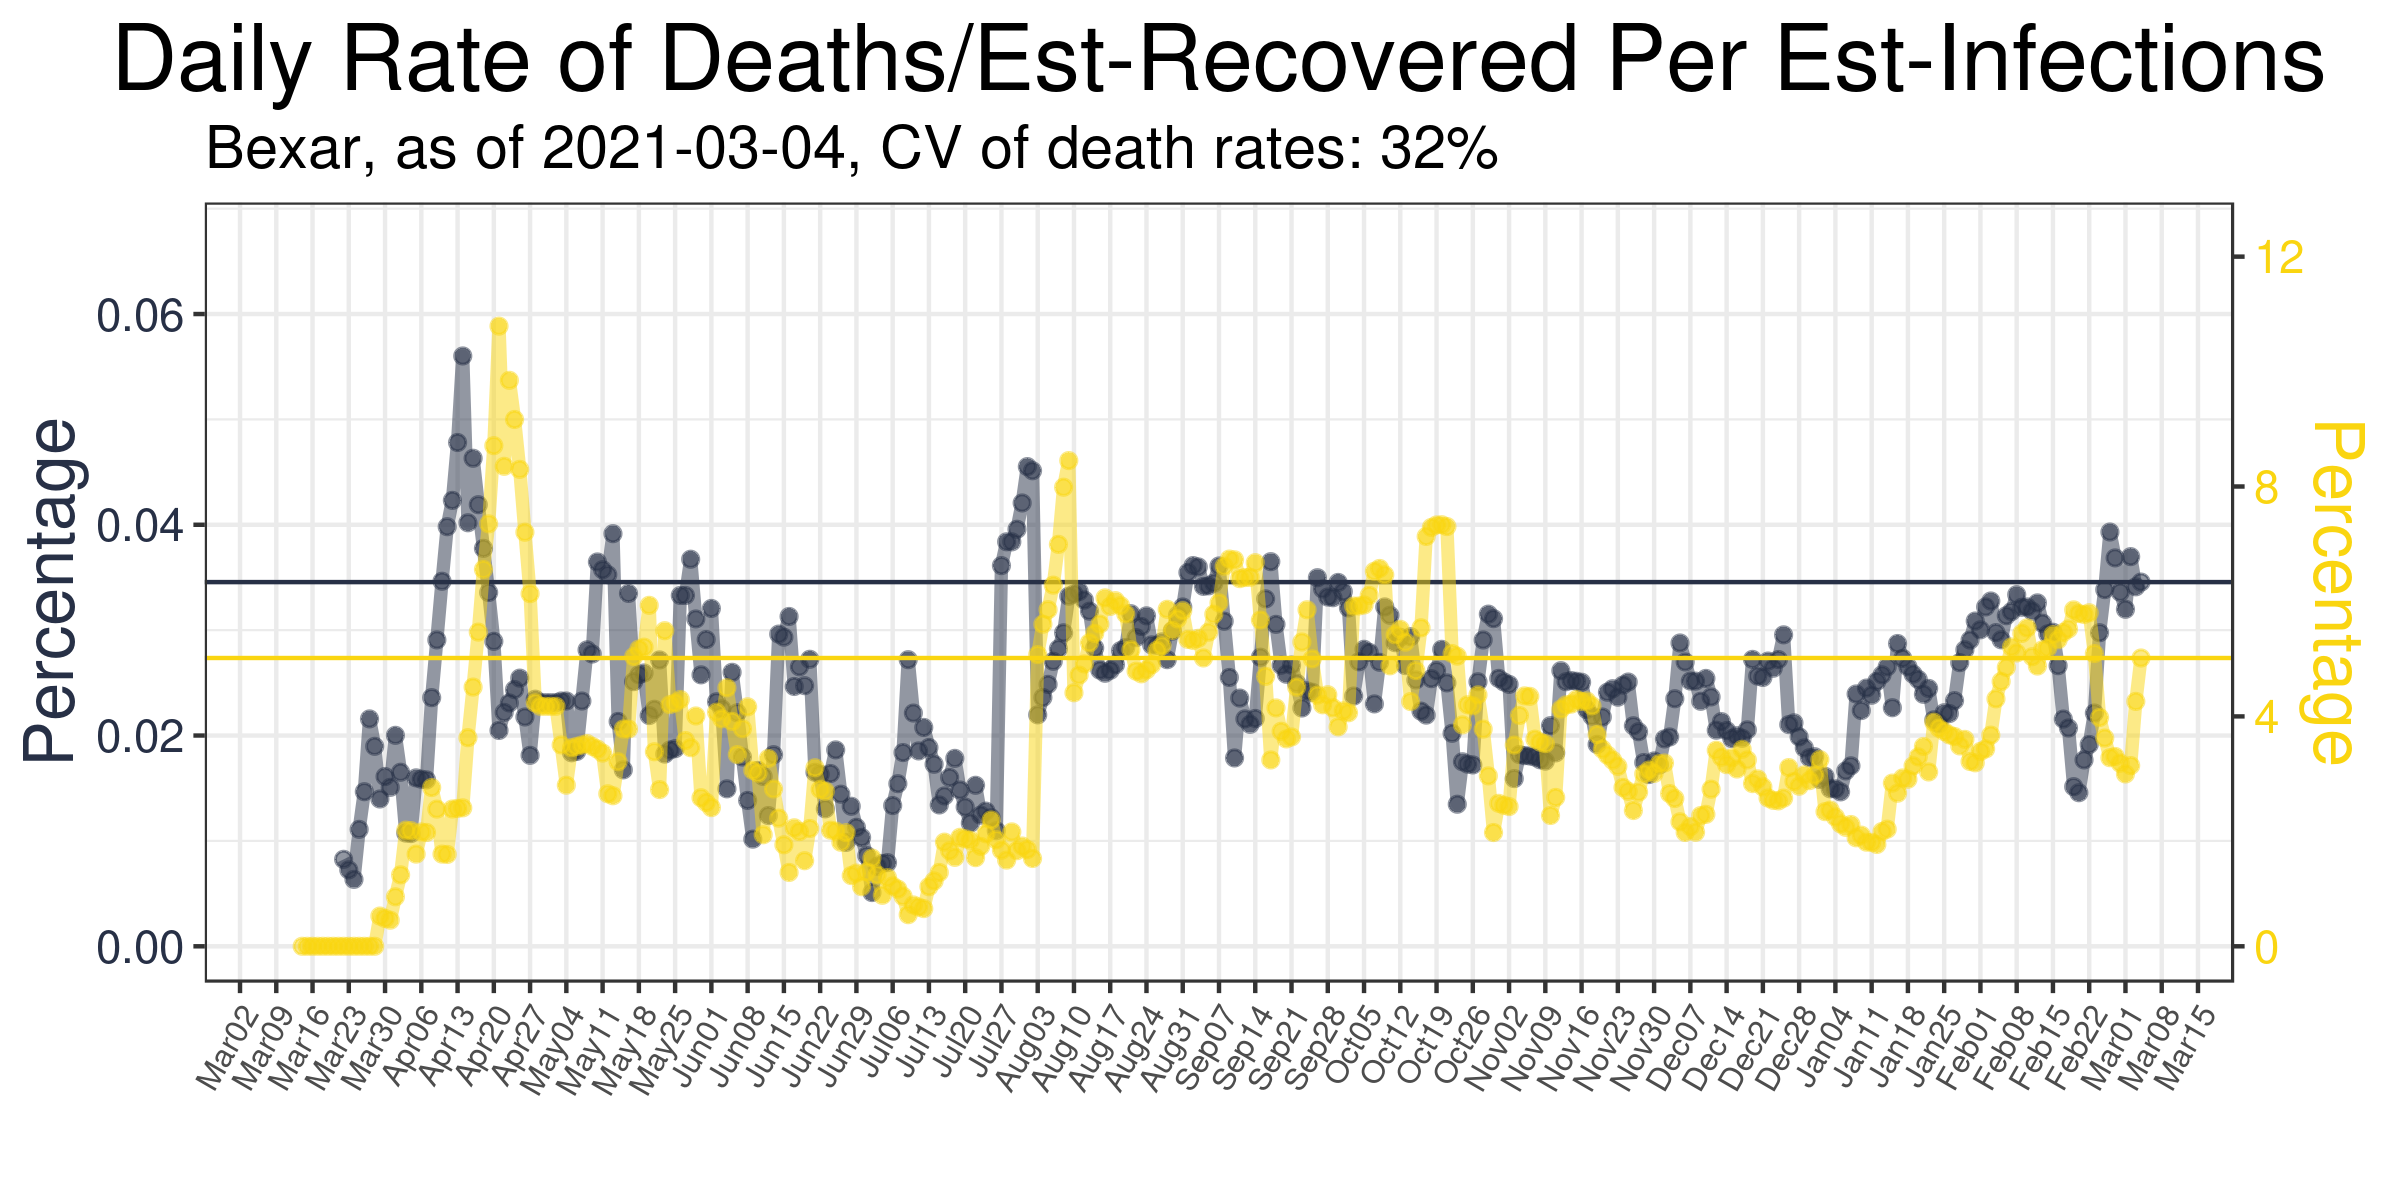 Daily Rate of Deaths/Est-Recovered Per Est-Infections
Bexar, as of 2021-03-04, CV of death rates: 32%
Percentage
0.06
0.04
0.02
0.00
12
8
4
0
Percentage
Mar02 Mar09 Mar16 Mar23 Mar30 Apr06 Apr13 Apr20 Apr27 May04 May11 May18 May25 Jun01 Jun08 Jun15 Jun22 Jun29 Jul06 Jul13 Jul20 Jul27 Aug03 Aug10 Aug17 Aug24 Aug31 Sep07 Sep14 Sep21 Sep28 Oct05 Oct12 Oct19 Oct26 Nov02 Nov09 Nov16 Nov23 Nov30 Dec07 Dec14 Dec21 Dec28 Jan04 Jan11 Jan18 Jan25 Feb01 Feb08 Feb15 Feb22 Mar01 Mar08 Mar15